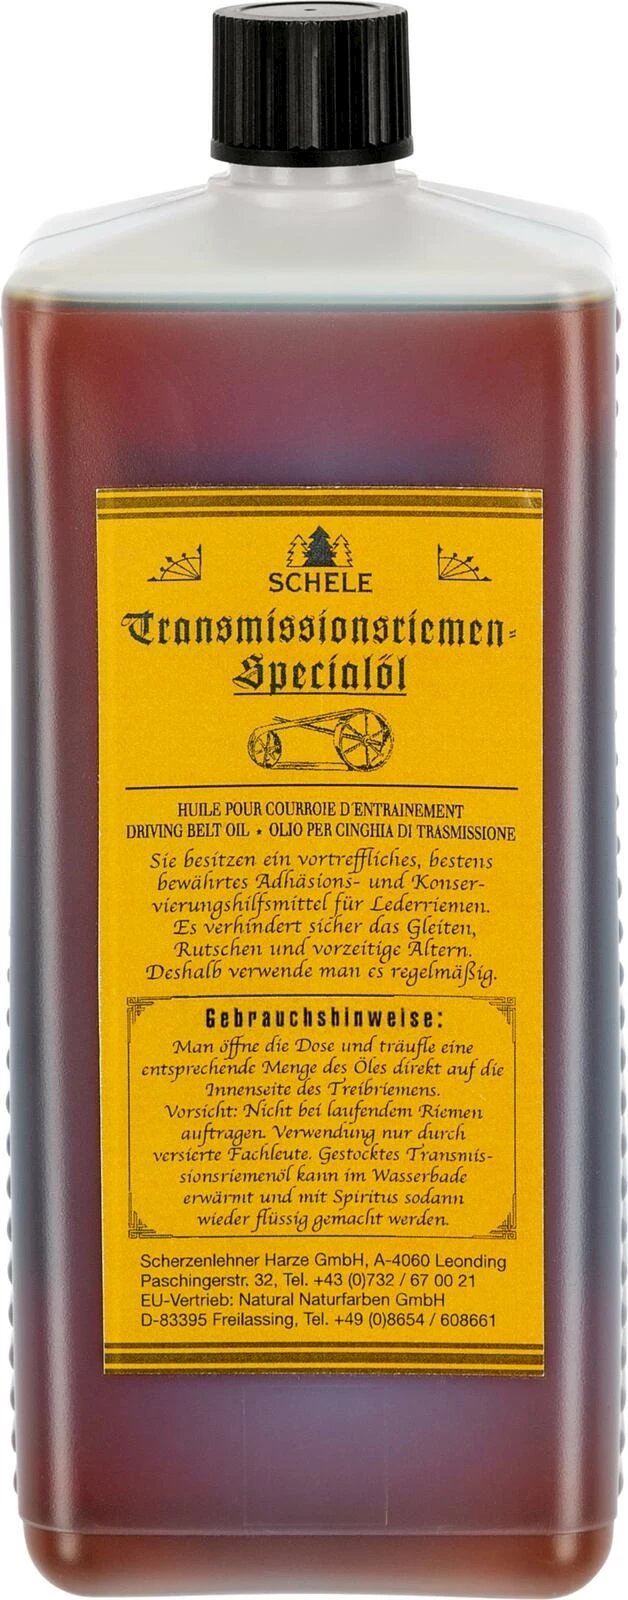 SCHELE
Transmissionsriemen-
Specialöl
HUILE POUR COURROIE D'ENTRAINEMENT
DRIVING BELT OIL • OLIO PER CINGHIA DI TRASMISSIONE
Sie besitzen ein vortreffliches, bestens
bewährtes Adhäsions- und Konser-
vierungshilfsmittel für Lederriemen.
Es verhindert sicher das Gleiten,
Rutschen und vorzeitige Altern.
Deshalb verwende man es regelmäßig.
Gebrauchshinweise:
Man öffne die Dose und träufle eine
entsprechende Menge des Öles direkt auf die
Innenseite des Treibriemens.
Vorsicht: Nicht bei laufendem Riemen
auftragen. Verwendung nur durch
versierte Fachleute. Gestocktes Transmis-
sionsriemenöl kann im Wasserbade
erwärmt und mit Spiritus sodann
wieder flüssig gemacht werden.
Scherzenlehner Harze GmbH, A-4060 Leonding
Paschingerstr. 32, Tel. +43 (0)732 / 67 00 21
EU-Vertrieb: Natural Naturfarben GmbH
D-83395 Freilassing, Tel. +49 (0)8654 / 608661